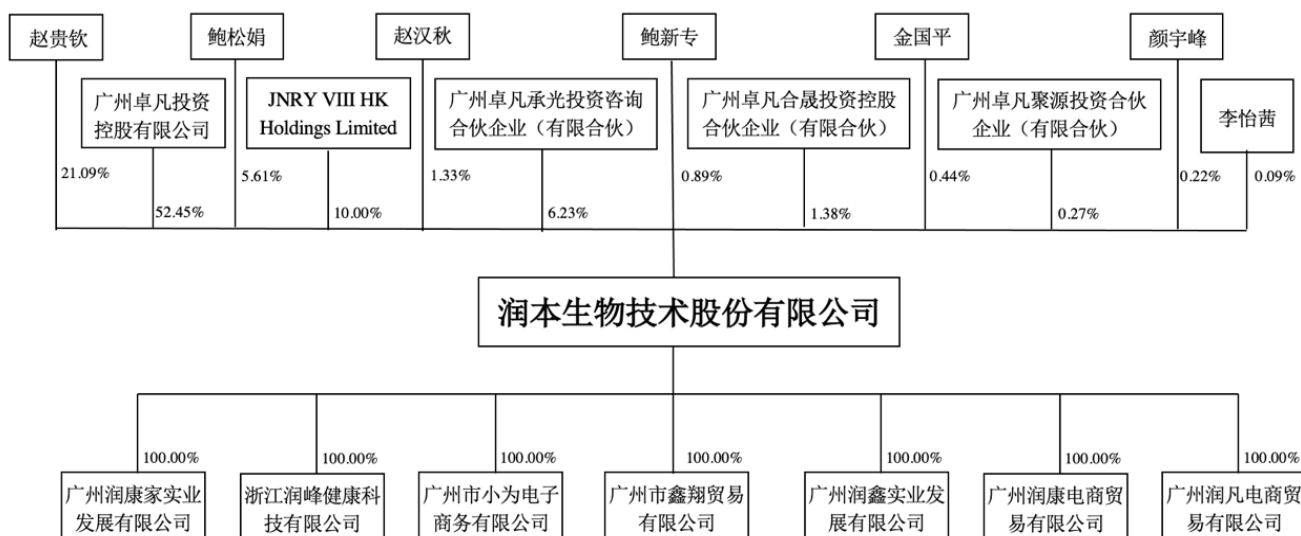 赵贵钦
鲍松娟
赵汉秋
鲍新专
金国平
颜宇峰
广州卓凡投资
控股有限公司
JNRY VIII HK
Holdings Limited
广州卓凡承光投资咨询
合伙企业（有限合伙）
广州卓凡合晟投资控股
合伙企业（有限合伙）
广州卓凡聚源投资合伙
企业（有限合伙）
李怡茜
21.09%
5.61%
1.33%
0.89%
0.44%
0.22%
0.09%
52.45%
10.00%
6.23%
1.38%
0.27%
润本生物技术股份有限公司
100.00%
100.00%
100.00%
100.00%
100.00%
100.00%
100.00%
广州润康家实业
发展有限公司
浙江润峰健康科
技有限公司
广州市小为电子
商务有限公司
广州市鑫翔贸易
有限公司
广州润鑫实业发
展有限公司
广州润康电商贸
易有限公司
广州润凡电商贸
易有限公司